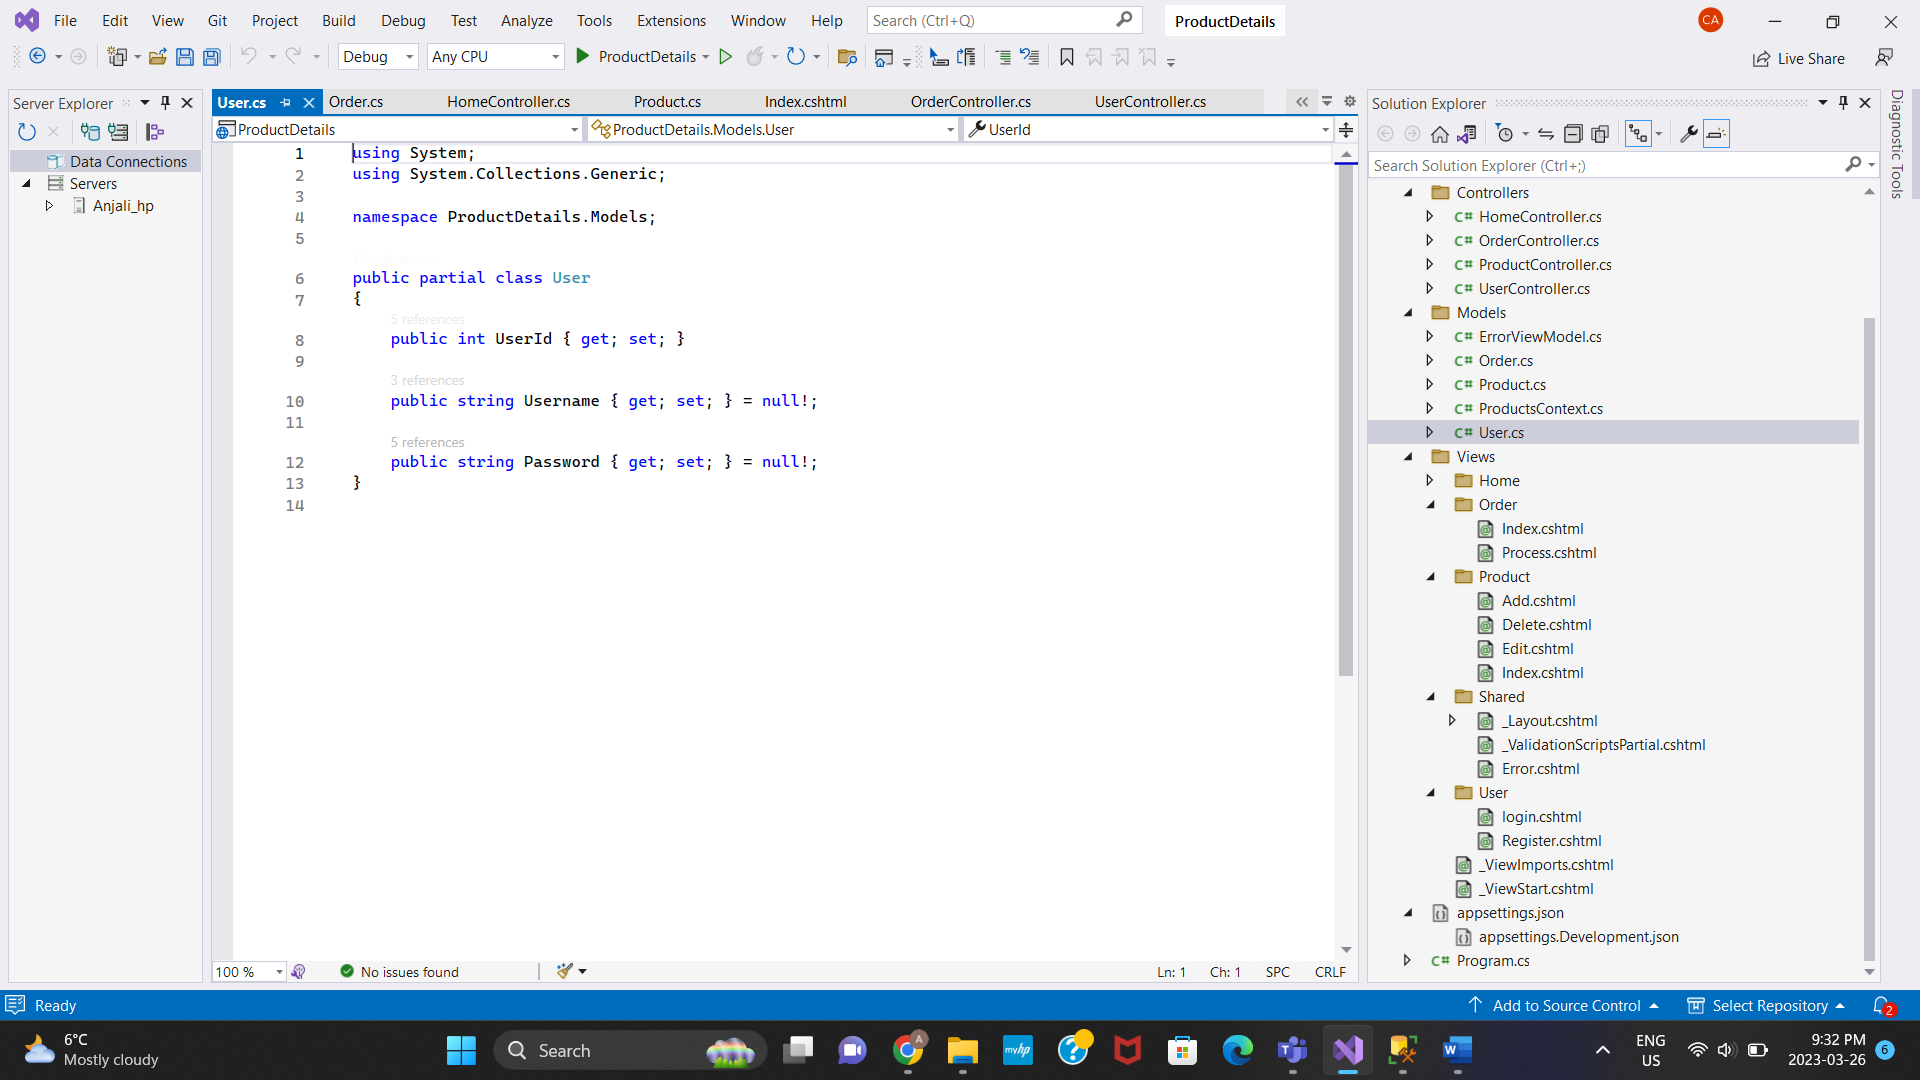 File Edit View Git Project Build Debug Test Analyze Tools Extensions Window Help Search (Ctrl+Q) ProductDetails CA
Debug Any CPU ProductDetails Live Share
Server Explorer
Data Connections
Servers
Anjali_hp
User.cs Order.cs HomeController.cs Product.cs Index.cshtml OrderController.cs UserController.cs
ProductDetails ProductDetails.Models.User UserId
1 using System;
2 using System.Collections.Generic;
3
4 namespace ProductDetails.Models;
5
12 references
6 public partial class User
7 {
5 references
8 public int UserId { get; set; }
9
3 references
10 public string Username { get; set; } = null!;
11
5 references
12 public string Password { get; set; } = null!;
13 }
14
100 % No issues found Ln: 1 Ch: 1 SPC CRLF
Solution Explorer
Search Solution Explorer (Ctrl+;)
Controllers
C# HomeController.cs
C# OrderController.cs
C# ProductController.cs
C# UserController.cs
Models
C# ErrorViewModel.cs
C# Order.cs
C# Product.cs
C# ProductsContext.cs
C# User.cs
Views
Home
Order
Index.cshtml
Process.cshtml
Product
Add.cshtml
Delete.cshtml
Edit.cshtml
Index.cshtml
Shared
_Layout.cshtml
_ValidationScriptsPartial.cshtml
Error.cshtml
User
login.cshtml
Register.cshtml
_ViewImports.cshtml
_ViewStart.cshtml
appsettings.json
appsettings.Development.json
C# Program.cs
Diagnostic Tools
Ready Add to Source Control Select Repository 2
6°C
Mostly cloudy
Search
A
myhp
W
ENG
US
9:32 PM
2023-03-26
6